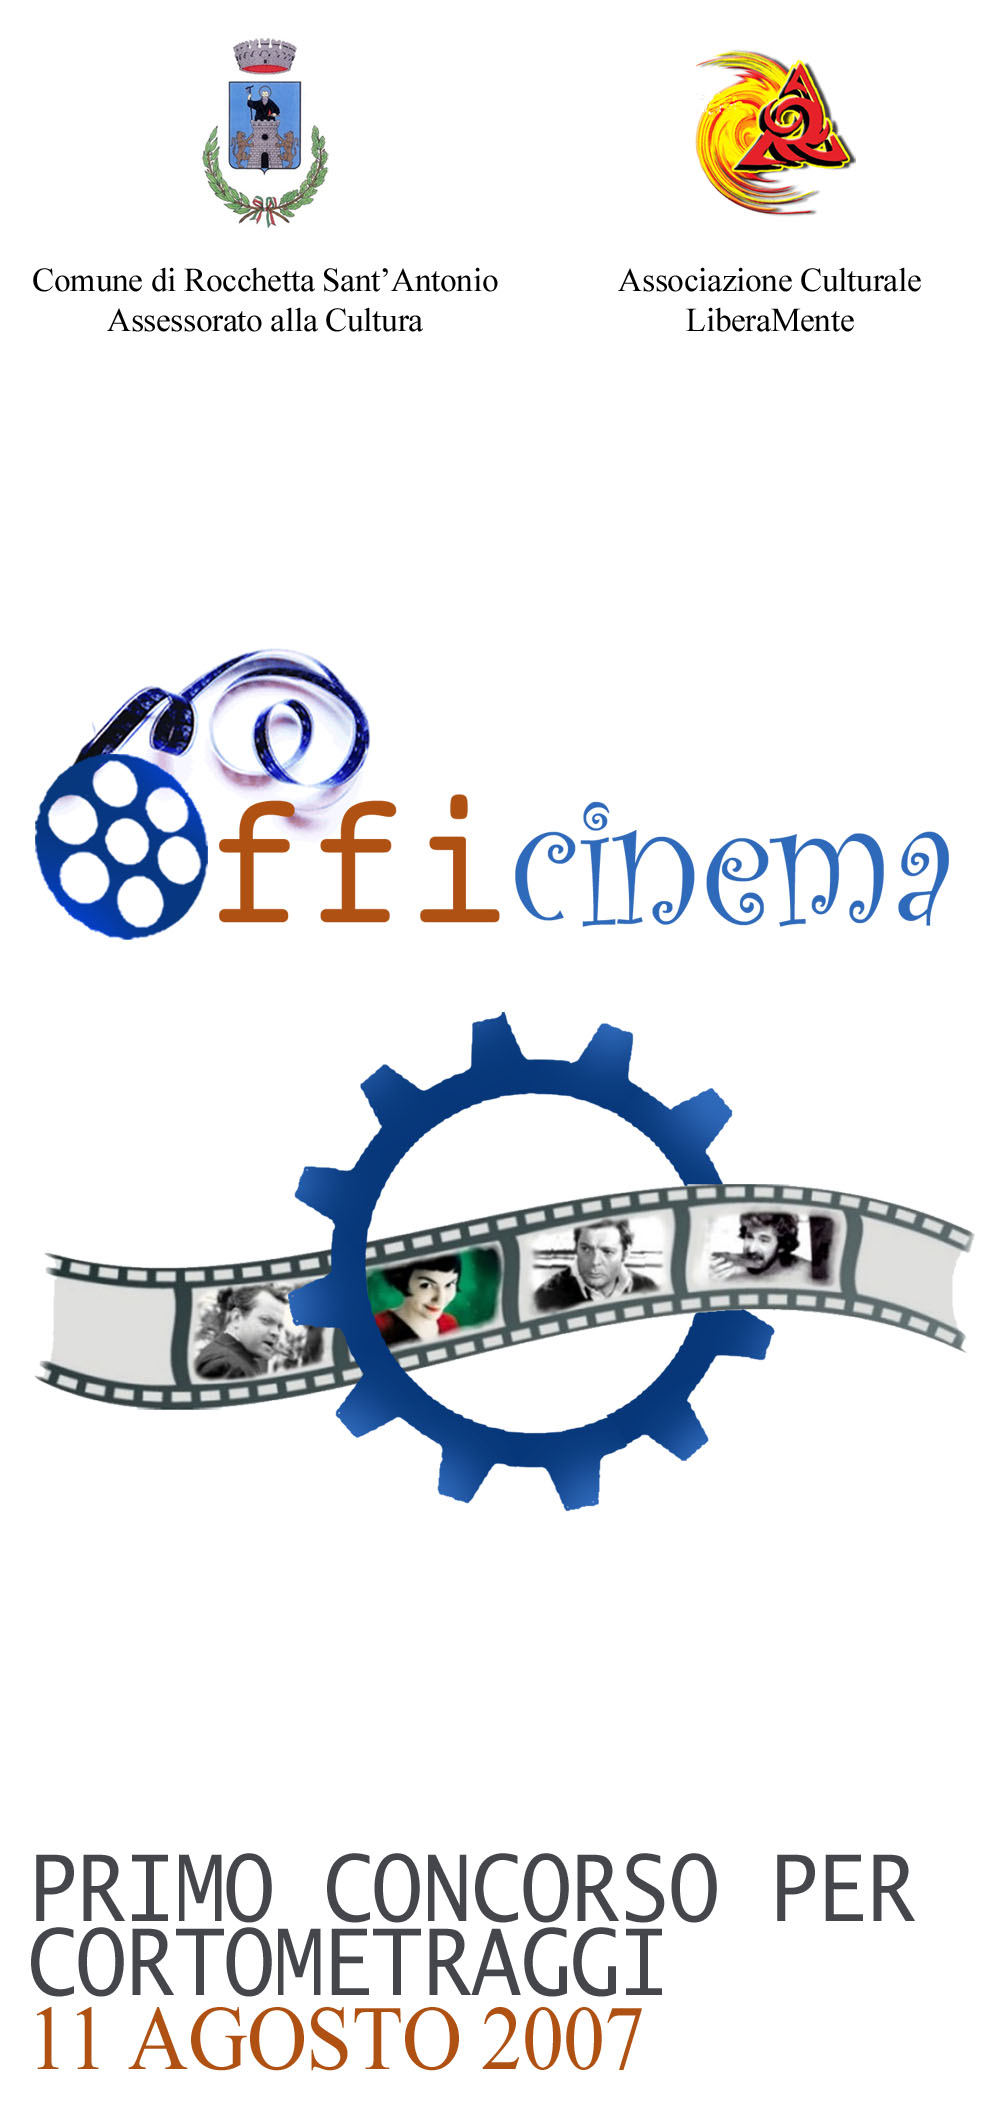 Comune di Rocchetta Sant’Antonio
Assessorato alla Cultura
Associazione Culturale
LiberaMente
Officinema
PRIMO CONCORSO PER
CORTOMETRAGGI
11 AGOSTO 2007